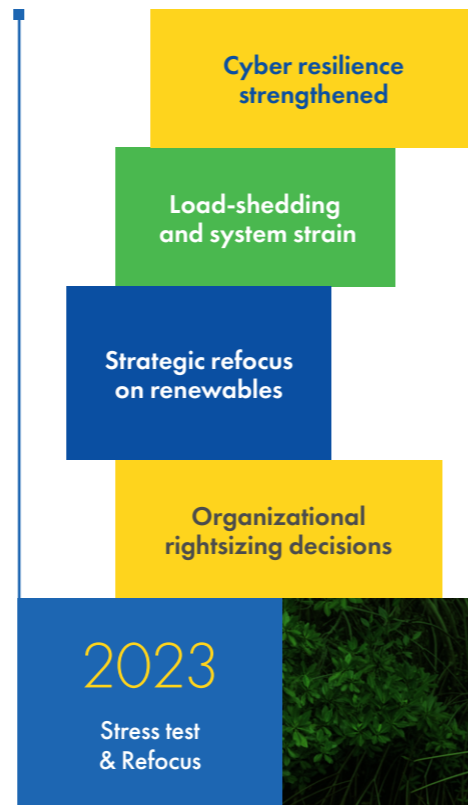 Cyber resilience
strengthened
Load-shedding
and system strain
Strategic refocus
on renewables
Organizational
rightsizing decisions
2023
Stress test
& Refocus